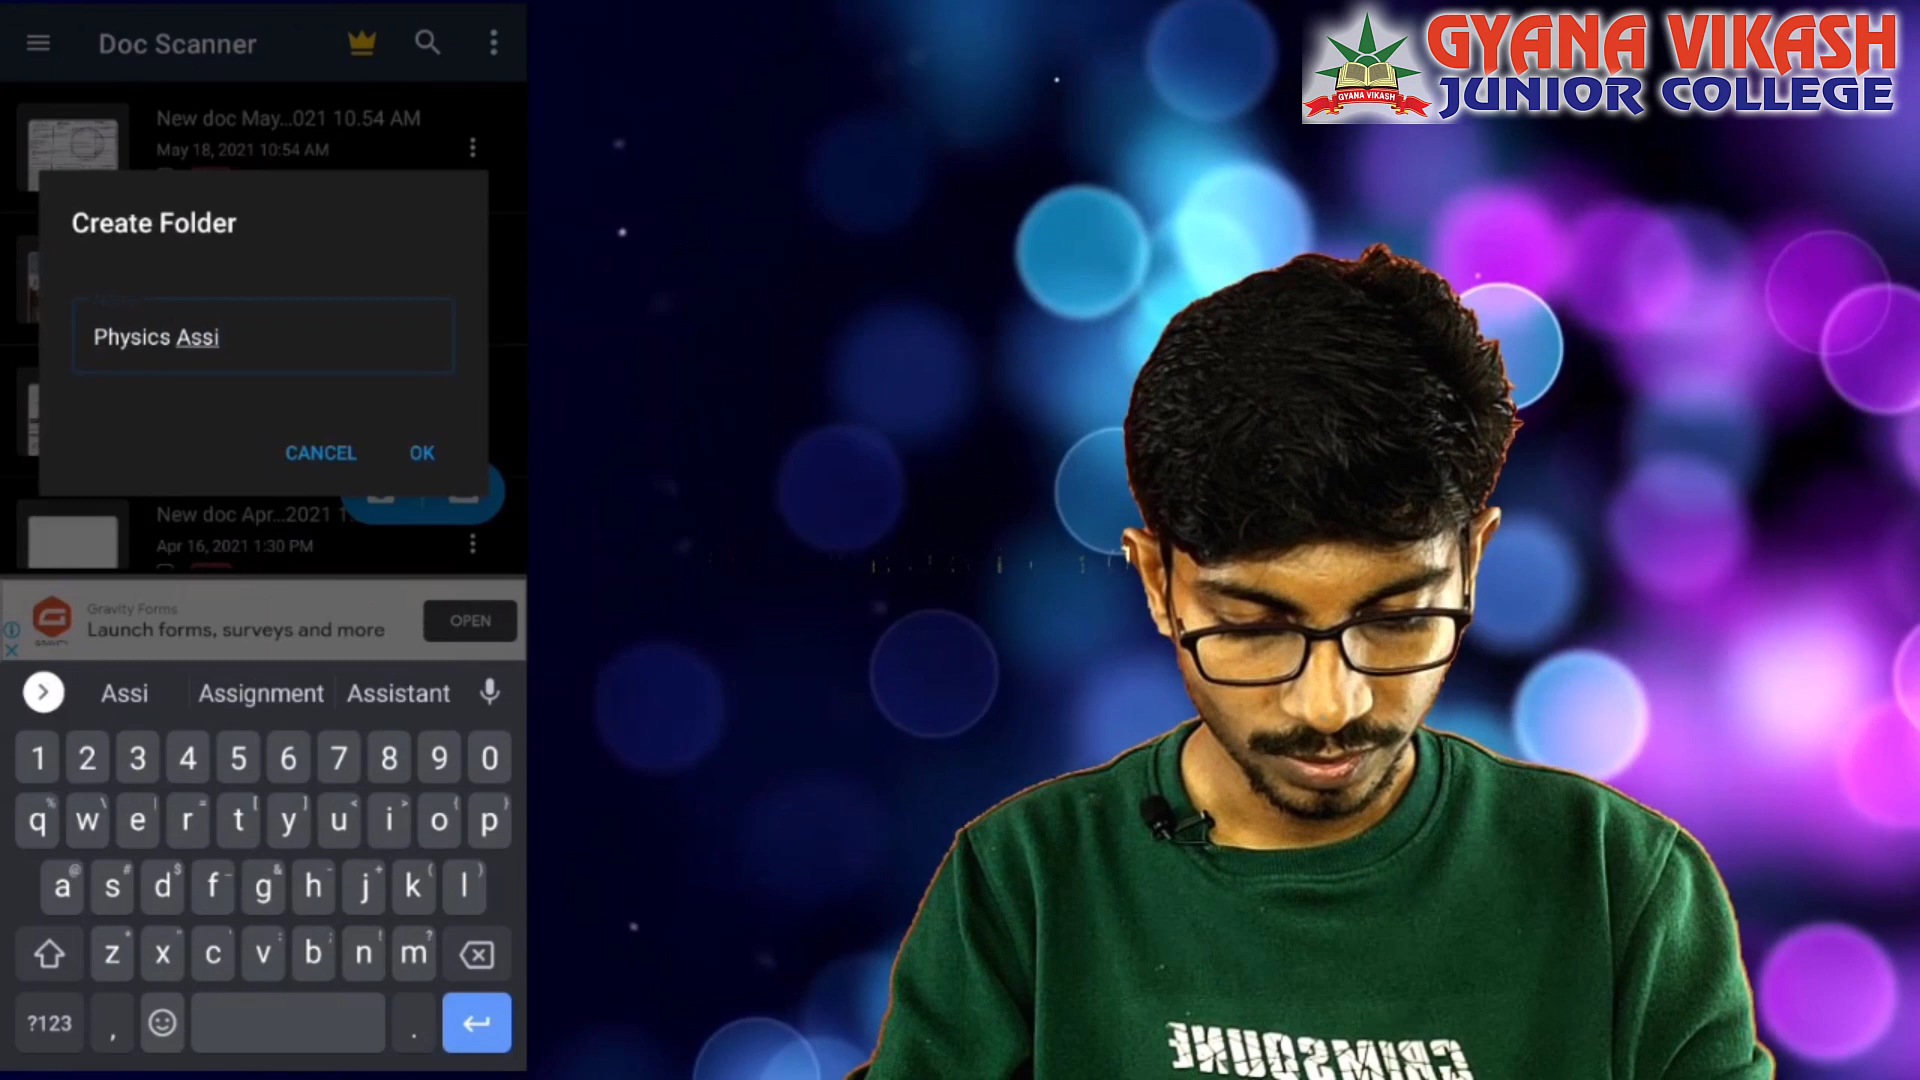 Doc Scanner
New doc May...021 10.54 AM
May 18, 2021 10:54 AM
Create Folder
Physics Assi
CANCEL OK
New doc Apr...2021 1
Apr 16, 2021 1:30 PM
Gravity Forms
Launch forms, surveys and more
OPEN
Assi Assignment Assistant
1 2 3 4 5 6 7 8 9 0
q w e r t y u i o p
a s d f g h j k l
z x c v b n m
?123 , .
GYANA VIKASH
JUNIOR COLLEGE
GYANA VIKASH
CRIMSOUNE